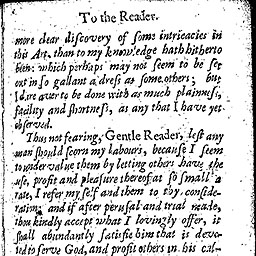 To the Reader.
more clear discovery of some intricacies in
this Art, than to my knowledge hath hitherto
been: which perhaps may not seem to be set
out in so gallant a dress as some others; but
I dare aver to be done with as much plainness,
facility and shortness, as any that I have yet
observed.
Thus not fearing, Gentle Reader, lest any
man should scorn my labours, because I seem
to undervalue them by letting others have the
use, profit and pleasure thereof at so small a
rate, I refer my self and them to thy conside-
ration; and if after perusal and trial made,
thou kindly accept what I lovingly offer, it
shall abundantly satisfie him that is devo-
ted to serve God, and profit others in his cal-